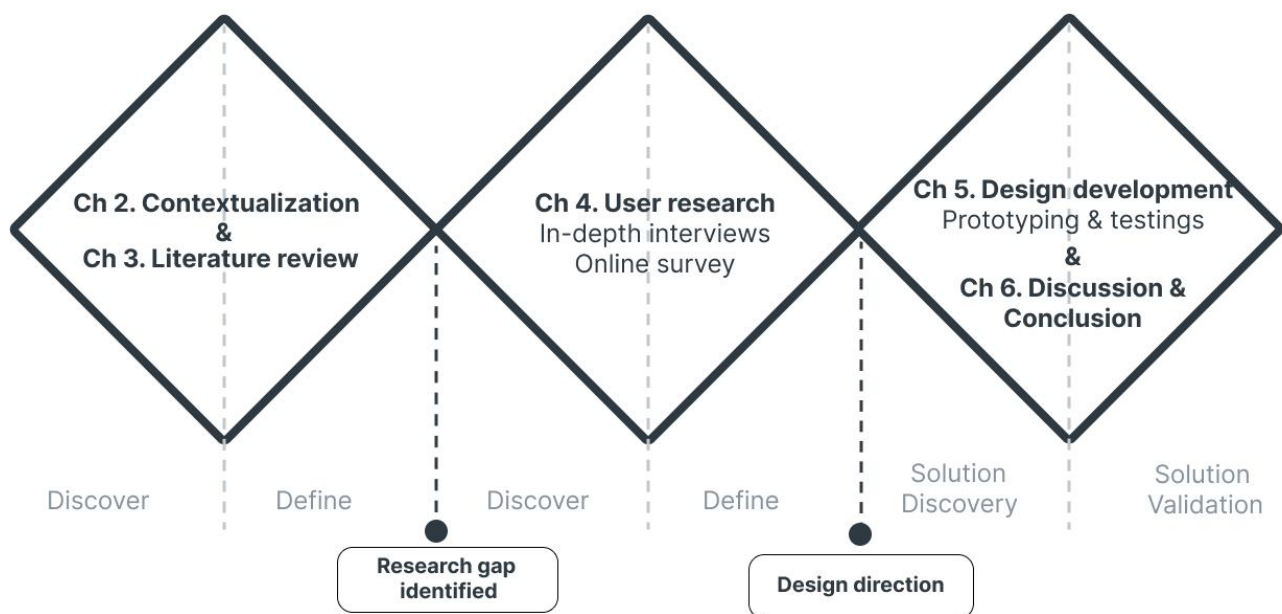 Ch 2. Contextualization
&
Ch 3. Literature review
Ch 4. User research
In-depth interviews
Online survey
Ch 5. Design development
Prototyping & testings
&
Ch 6. Discussion &
Conclusion
Discover
Define
Discover
Define
Solution
Discovery
Solution
Validation
Research gap
identified
Design direction